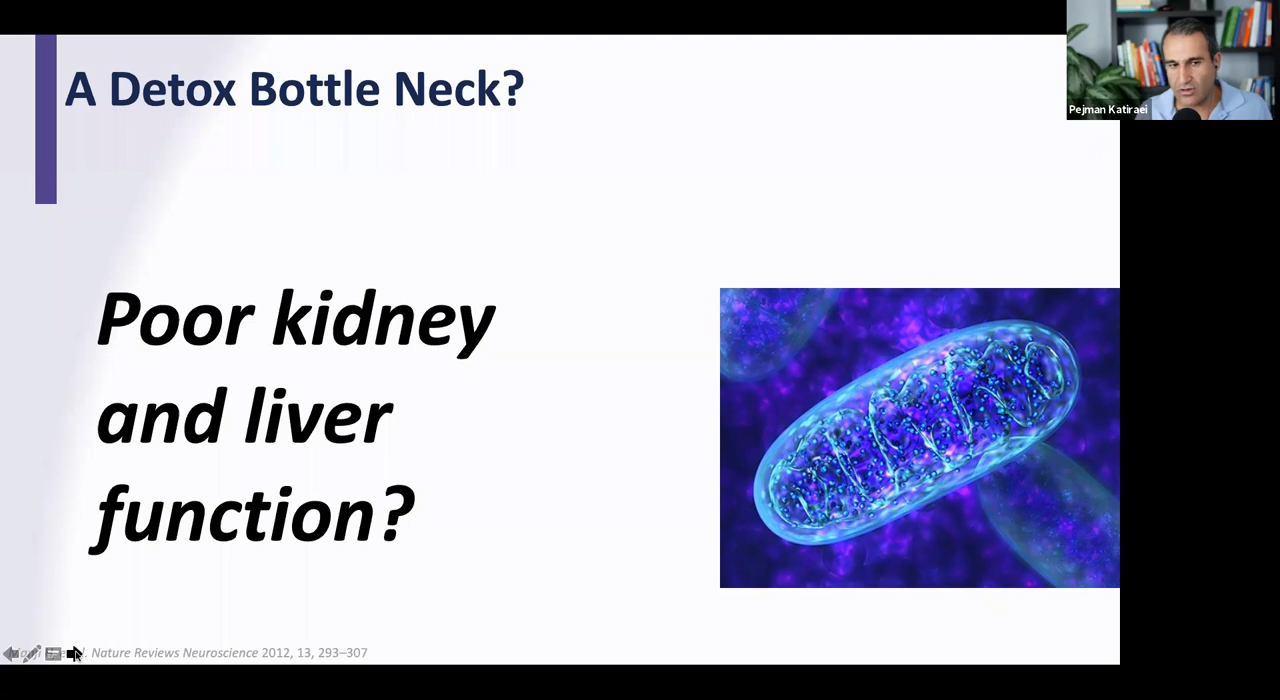 A Detox Bottle Neck?
Pejman Katiraei
Poor kidney
and liver
function?
Nature Reviews Neuroscience 2012, 13, 293–307